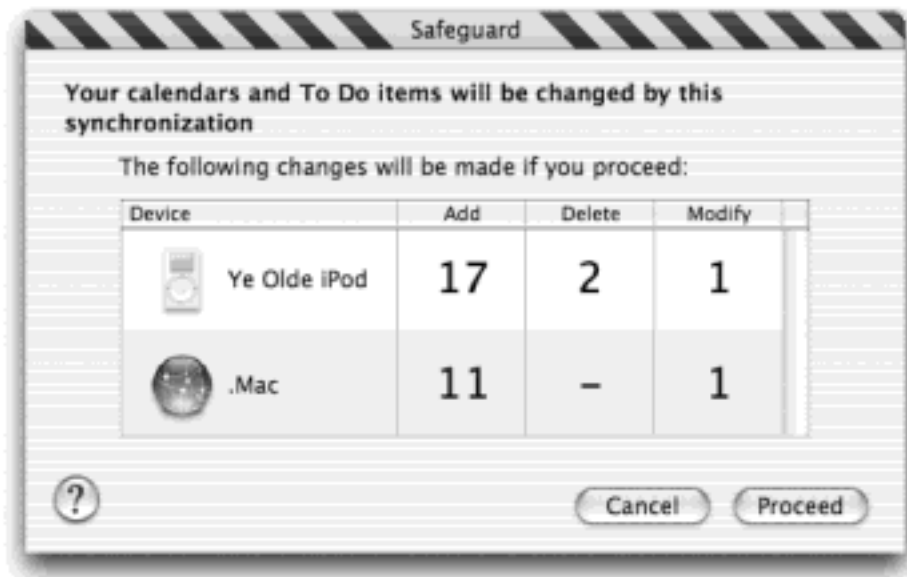 Safeguard
Your calendars and To Do items will be changed by this
synchronization
The following changes will be made if you proceed:
Device Add Delete Modify
Ye Olde iPod 17 2 1
.Mac 11 – 1
? Cancel Proceed